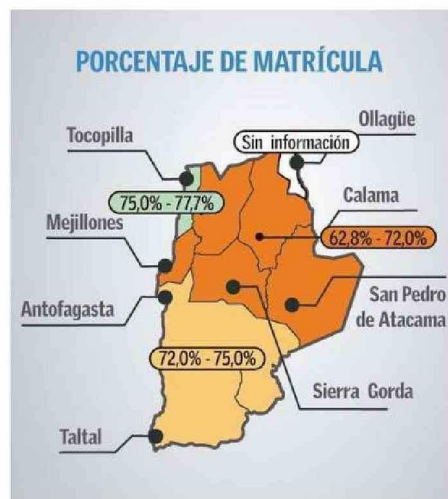 PORCENTAJE DE MATRÍCULA
Ollagüe
Tocopilla
Sin información
Calama
75,0% - 77,7%
Mejillones
62,8% - 72,0%
San Pedro
de Atacama
Antofagasta
72,0% - 75,0%
Sierra Gorda
Taltal